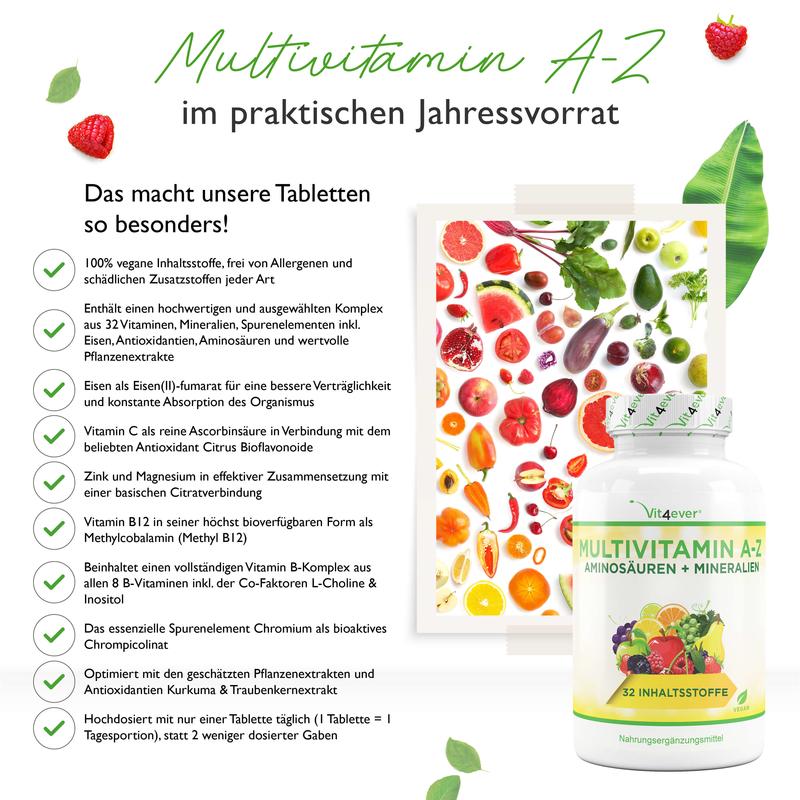 Multivitamin A-Z
im praktischen Jahressvorrat
Das macht unsere Tabletten
so besonders!
100% vegane Inhaltsstoffe, frei von Allergenen und
schädlichen Zusatzstoffen jeder Art
Enthält einen hochwertigen und ausgewählten Komplex
aus 32 Vitaminen, Mineralien, Spurenelementen inkl.
Eisen, Antioxidantien, Aminosäuren und wertvolle
Pflanzenextrakte
Eisen als Eisen(II)-fumarat für eine bessere Verträglichkeit
und konstante Absorption des Organismus
Vitamin C als reine Ascorbinsäure in Verbindung mit dem
beliebten Antioxidant Citrus Bioflavonoide
Zink und Magnesium in effektiver Zusammensetzung mit
einer basischen Citratverbindung
Vitamin B12 in seiner höchst bioverfügbaren Form als
Methylcobalamin (Methyl B12)
Beinhaltet einen vollständigen Vitamin B-Komplex aus
allen 8 B-Vitaminen inkl. der Co-Faktoren L-Choline &
Inositol
Das essenzielle Spurenelement Chromium als bioaktives
Chrompicolinat
Optimiert mit den geschätzten Pflanzenextrakten und
Antioxidantien Kurkuma & Traubenkernextrakt
Hochdosiert mit nur einer Tablette täglich (1 Tablette = 1
Tagesportion), statt 2 weniger dosierter Gaben
Vit4ever
Vit4ever®
MULTIVITAMIN A-Z
AMINOSÄUREN + MINERALIEN
32 INHALTSSTOFFE
VEGAN
Nahrungsergänzungsmittel